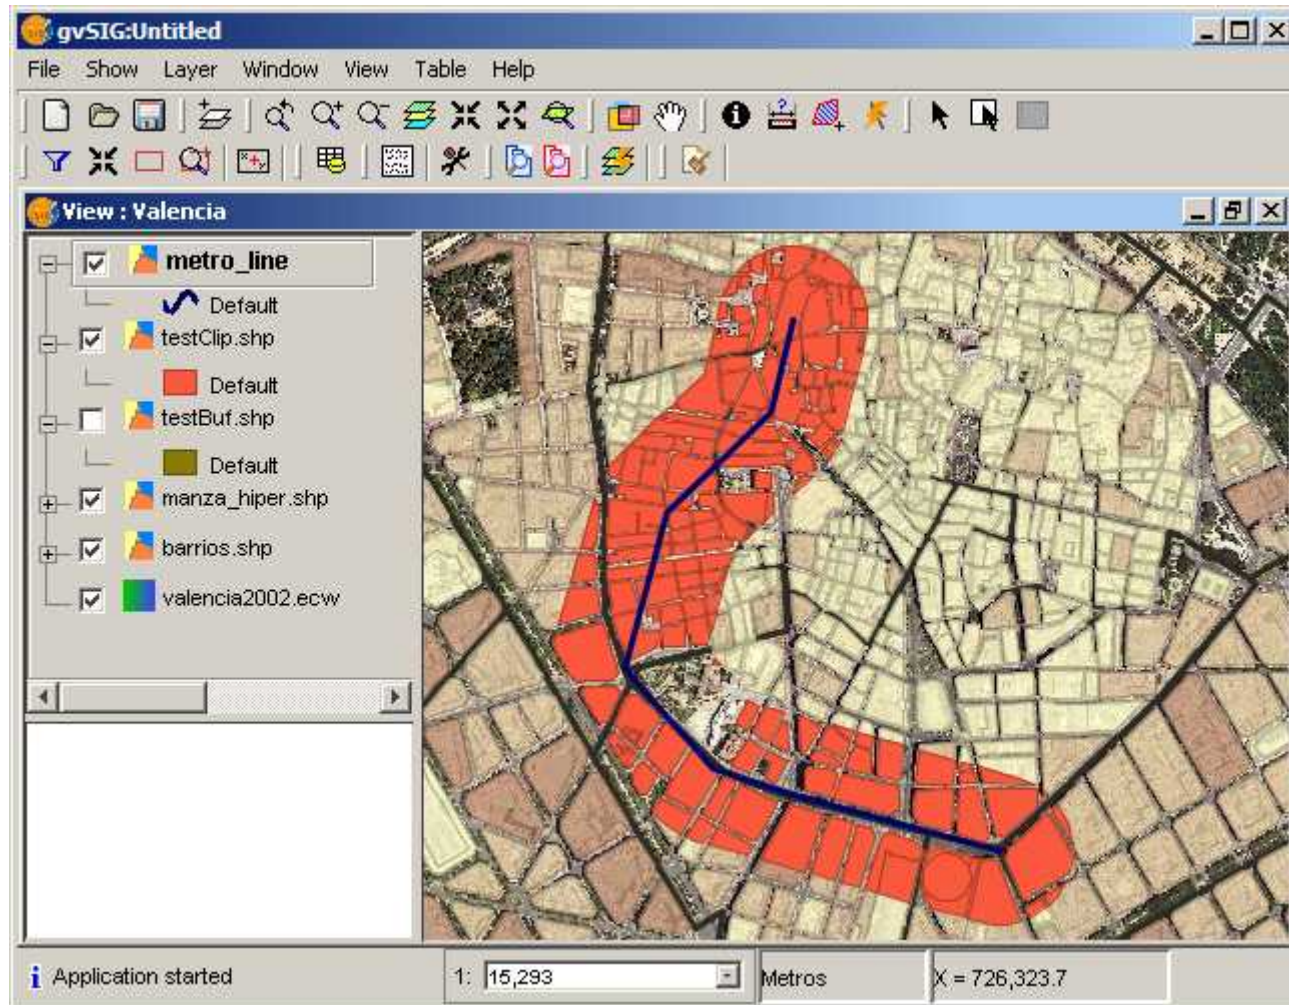 gvSIG:Untitled
File Show Layer Window View Table Help
View : Valencia
metro_line
Default
testClip.shp
Default
testBuf.shp
Default
manza_hiper.shp
barrios.shp
valencia2002.ecw
Application started 1: 15,293 Metros X = 726,323.7